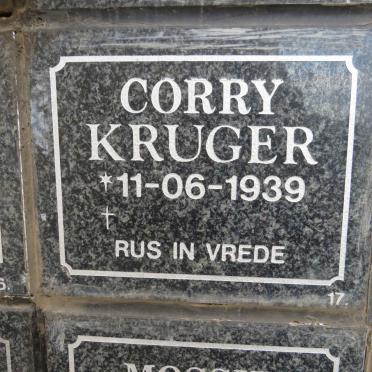 CORRY
KRUGER
*11-06-1939
†
RUS IN VREDE
17.